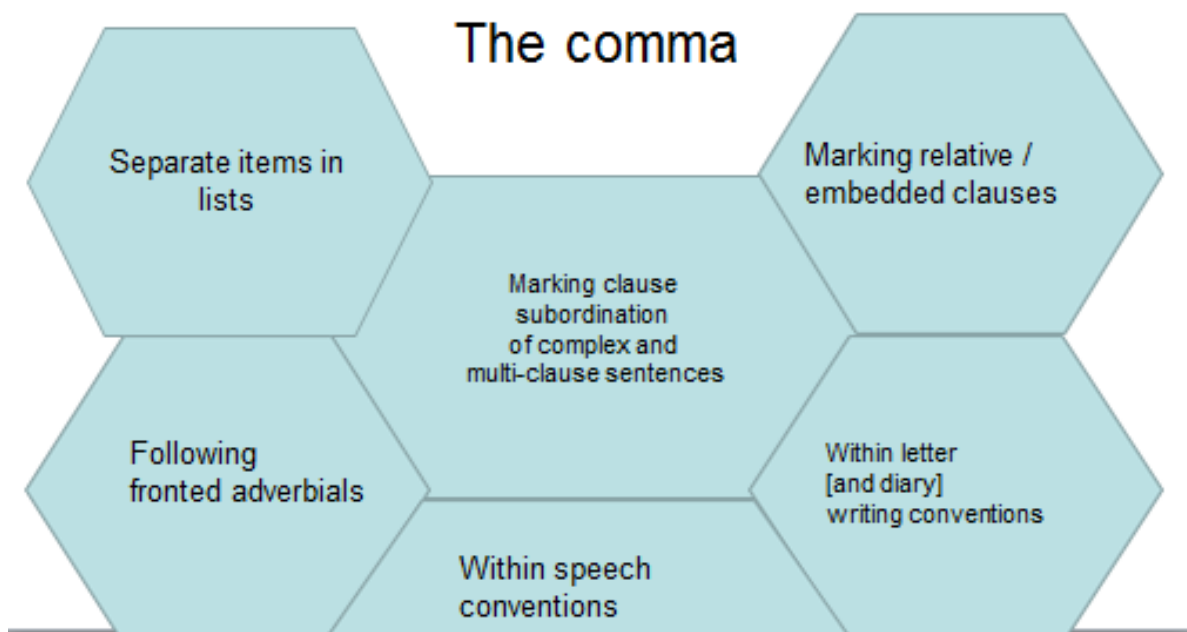 The comma
Separate items in
lists
Marking relative /
embedded clauses
Marking clause
subordination
of complex and
multi-clause sentences
Following
fronted adverbials
Within letter
[and diary]
writing conventions
Within speech
conventions